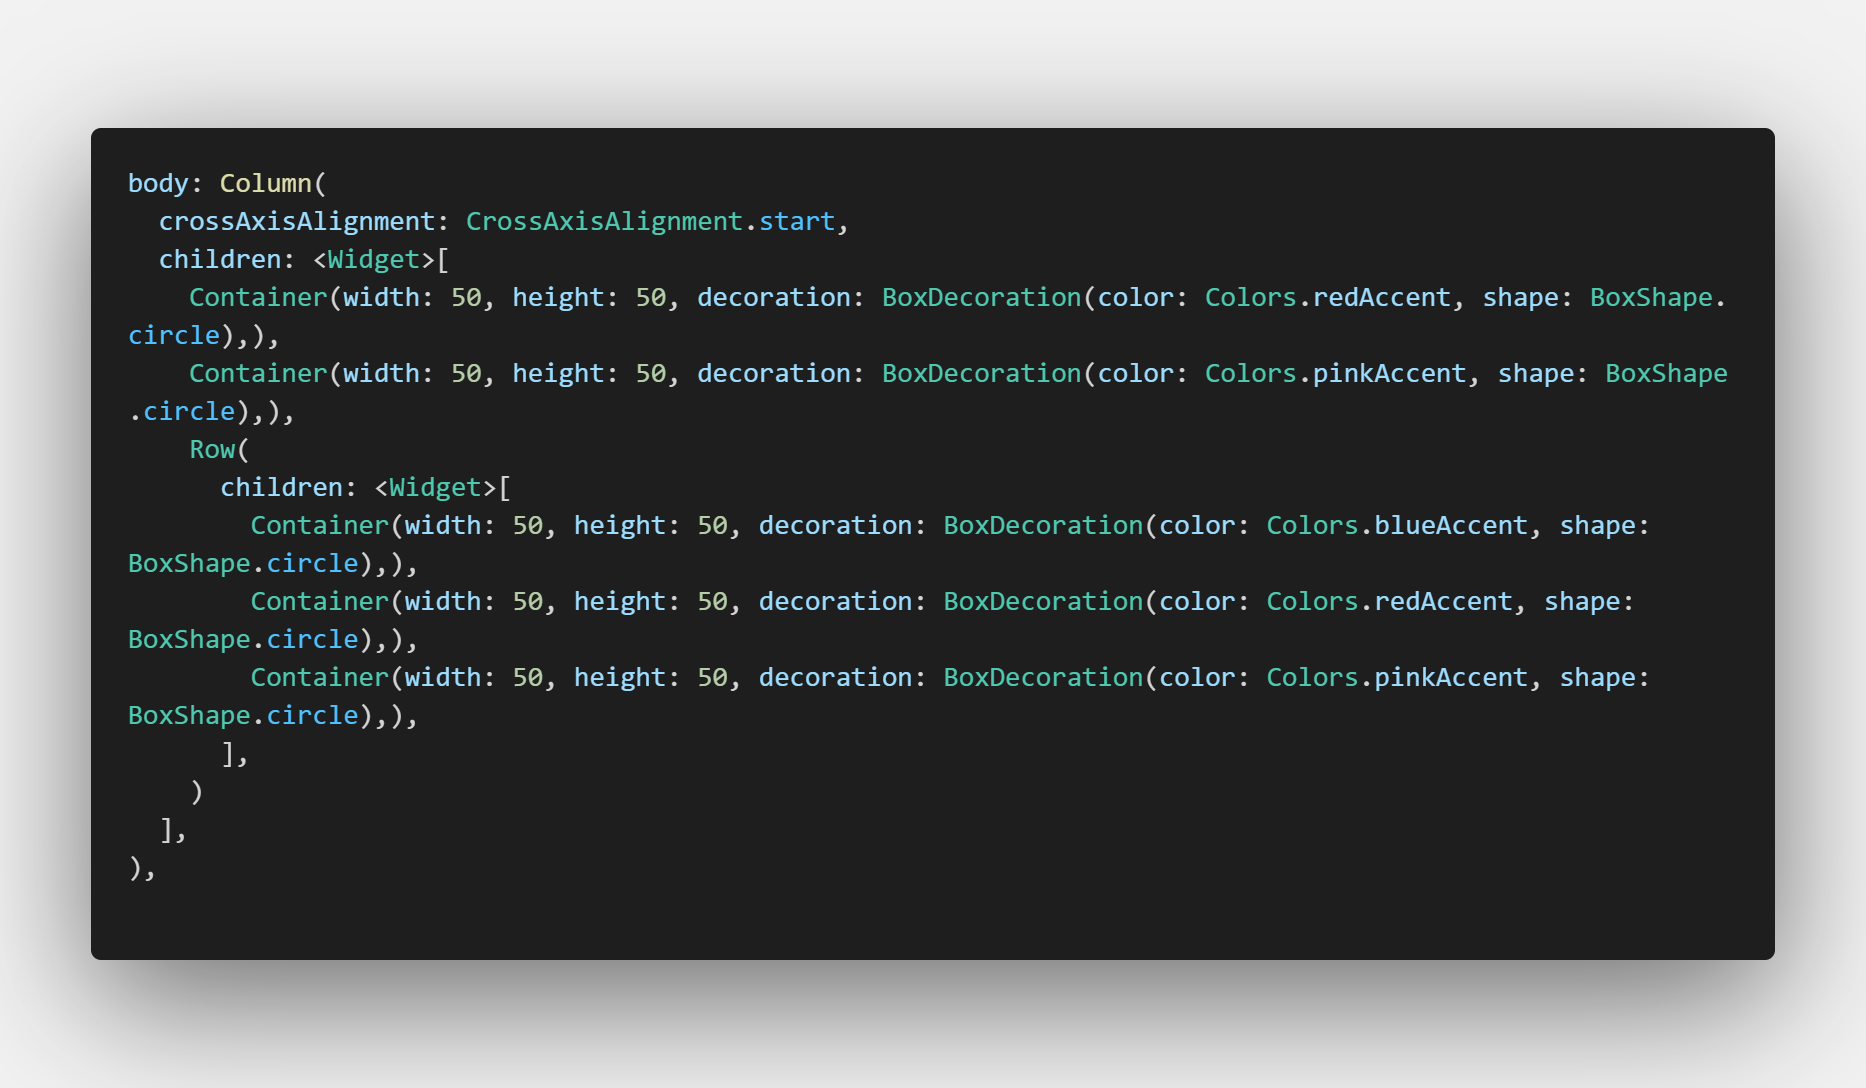 body: Column(
  crossAxisAlignment: CrossAxisAlignment.start,
  children: <Widget>[
    Container(width: 50, height: 50, decoration: BoxDecoration(color: Colors.redAccent, shape: BoxShape.
circle),),
    Container(width: 50, height: 50, decoration: BoxDecoration(color: Colors.pinkAccent, shape: BoxShape
.circle),),
    Row(
      children: <Widget>[
        Container(width: 50, height: 50, decoration: BoxDecoration(color: Colors.blueAccent, shape:
BoxShape.circle),),
        Container(width: 50, height: 50, decoration: BoxDecoration(color: Colors.redAccent, shape:
BoxShape.circle),),
        Container(width: 50, height: 50, decoration: BoxDecoration(color: Colors.pinkAccent, shape:
BoxShape.circle),),
      ],
    )
  ],
),